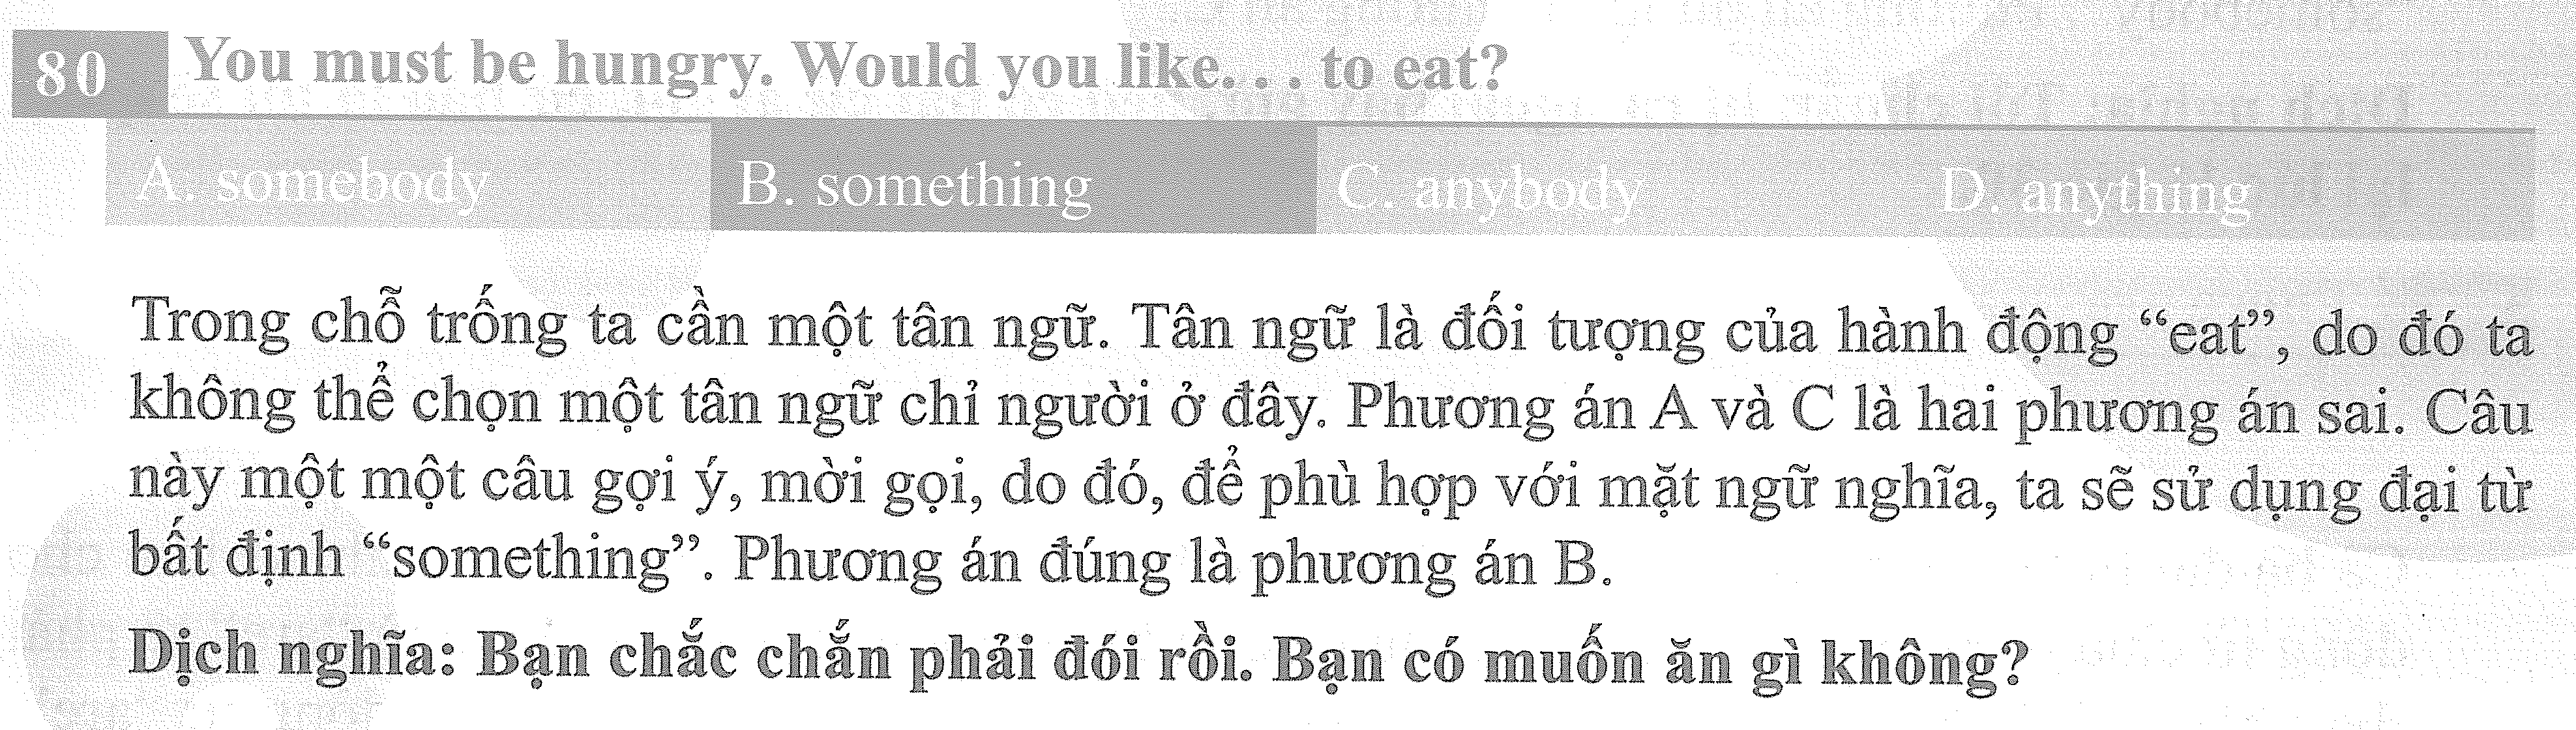 80 You must be hungry. Would you like. . . to eat?
A. somebody B. something C. anybody D. anything
Trong chỗ trống ta cần một tân ngữ. Tân ngữ là đối tượng của hành động “eat”, do đó ta
không thể chọn một tân ngữ chỉ người ở đây. Phương án A và C là hai phương án sai. Câu
này một một câu gợi ý, mời gọi, do đó, để phù hợp với mặt ngữ nghĩa, ta sẽ sử dụng đại từ
bất định “something”. Phương án đúng là phương án B.
Dịch nghĩa: Bạn chắc chắn phải đói rồi. Bạn có muốn ăn gì không?